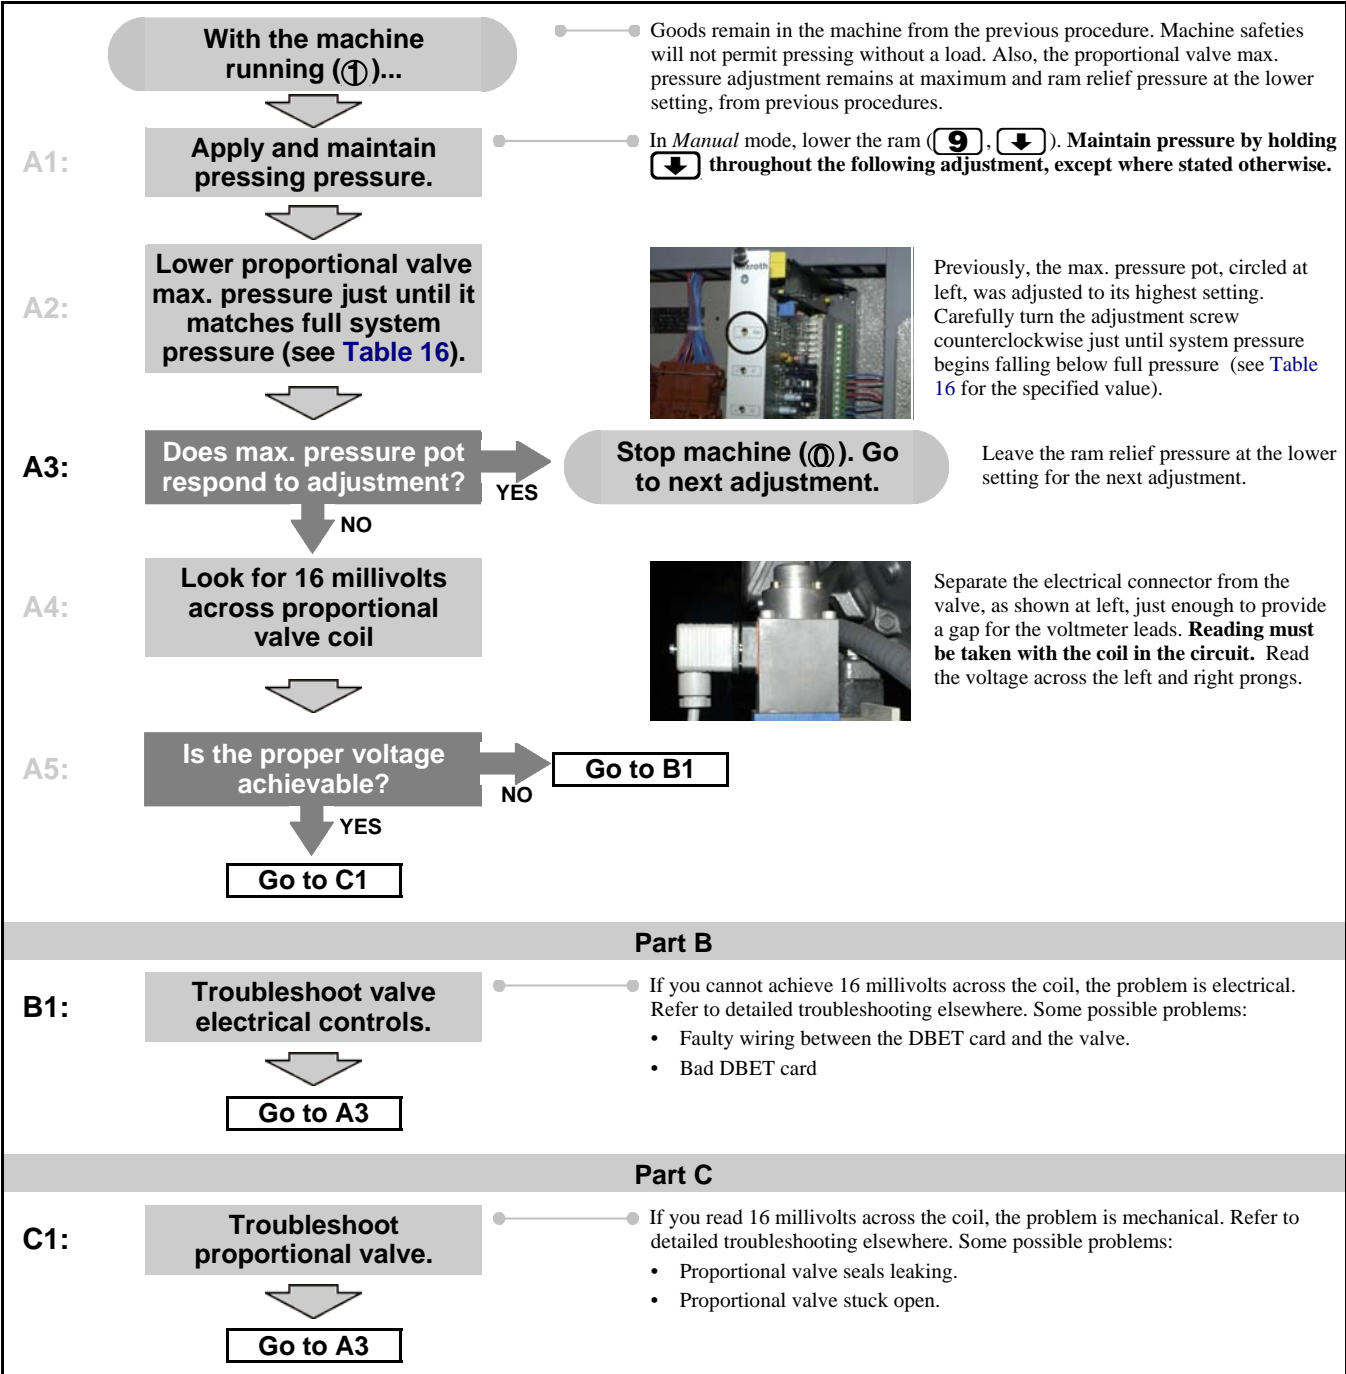 With the machine
running (1)...
Goods remain in the machine from the previous procedure. Machine safeties
will not permit pressing without a load. Also, the proportional valve max.
pressure adjustment remains at maximum and ram relief pressure at the lower
setting, from previous procedures.
A1:
Apply and maintain
pressing pressure.
In Manual mode, lower the ram (9, ↓). Maintain pressure by holding
↓ throughout the following adjustment, except where stated otherwise.
A2:
Lower proportional valve
max. pressure just until it
matches full system
pressure (see Table 16).
Previously, the max. pressure pot, circled at
left, was adjusted to its highest setting.
Carefully turn the adjustment screw
counterclockwise just until system pressure
begins falling below full pressure (see Table
16 for the specified value).
A3:
Does max. pressure pot
respond to adjustment?
YES
NO
Stop machine (0). Go
to next adjustment.
Leave the ram relief pressure at the lower
setting for the next adjustment.
A4:
Look for 16 millivolts
across proportional
valve coil
Separate the electrical connector from the
valve, as shown at left, just enough to provide
a gap for the voltmeter leads. Reading must
be taken with the coil in the circuit. Read
the voltage across the left and right prongs.
A5:
Is the proper voltage
achievable?
NO
Go to B1
YES
Go to C1
Part B
B1:
Troubleshoot valve
electrical controls.
If you cannot achieve 16 millivolts across the coil, the problem is electrical.
Refer to detailed troubleshooting elsewhere. Some possible problems:
• Faulty wiring between the DBET card and the valve.
• Bad DBET card
Go to A3
Part C
C1:
Troubleshoot
proportional valve.
If you read 16 millivolts across the coil, the problem is mechanical. Refer to
detailed troubleshooting elsewhere. Some possible problems:
• Proportional valve seals leaking.
• Proportional valve stuck open.
Go to A3